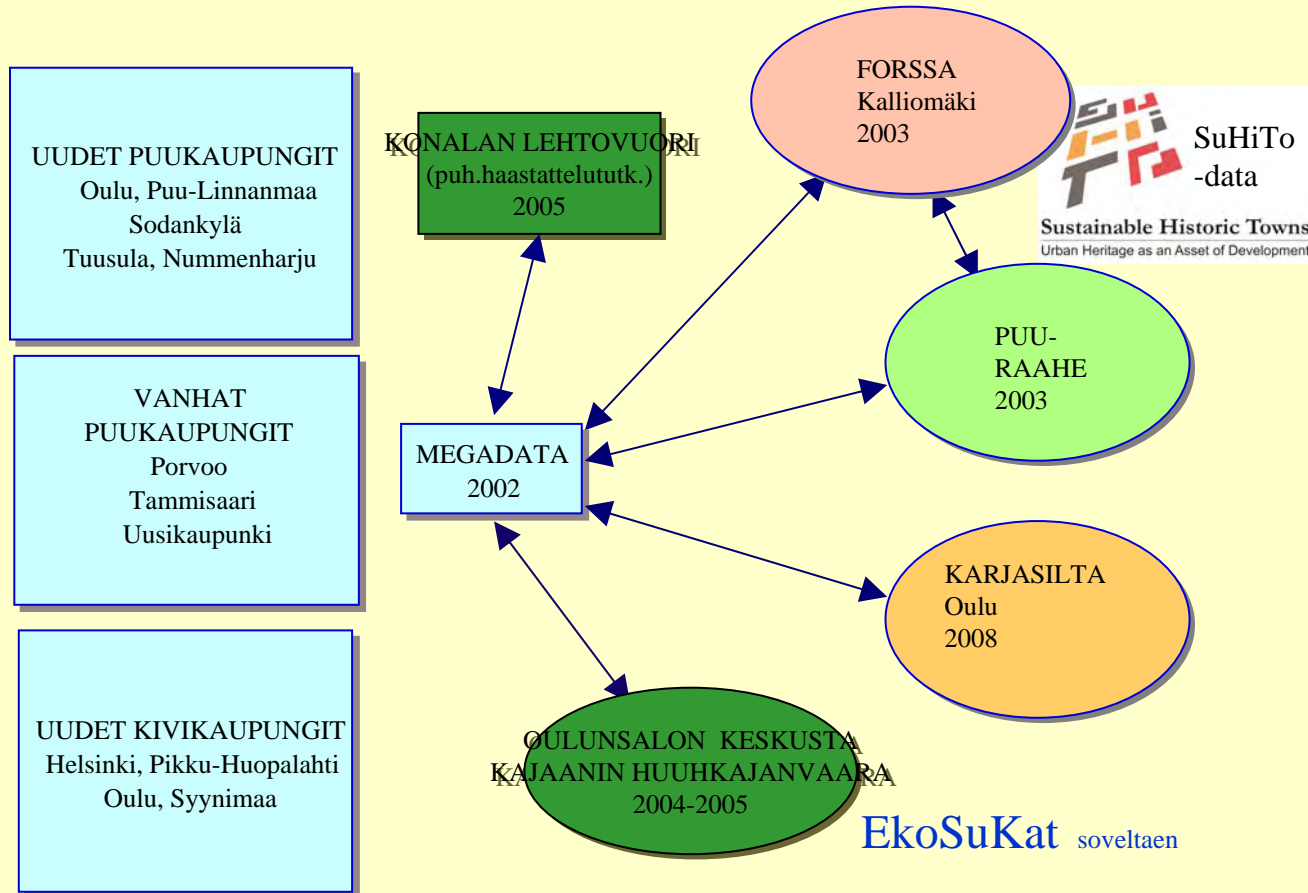 UUDET PUUKAUPUNGIT
Oulu, Puu-Linnanmaa
Sodankylä
Tuusula, Nummenharju
VANHAT
PUUKAUPUNGIT
Porvoo
Tammisaari
Uusikaupunki
UUDET KIVIKAUPUNGIT
Helsinki, Pikku-Huopalahti
Oulu, Syynimaa
KONALAN LEHTOVUORI
(puh.haastattelututk.)
2005
MEGADATA
2002
OULUNSALON KESKUSTA
KAJAANIN HUUHKAJANVAARA
2004-2005
FORSSA
Kalliomäki
2003
SuHiTo
-data
Sustainable Historic Towns
Urban Heritage as an Asset of Development
PUU-
RAAHE
2003
KARJASILTA
Oulu
2008
EkoSuKat soveltaen